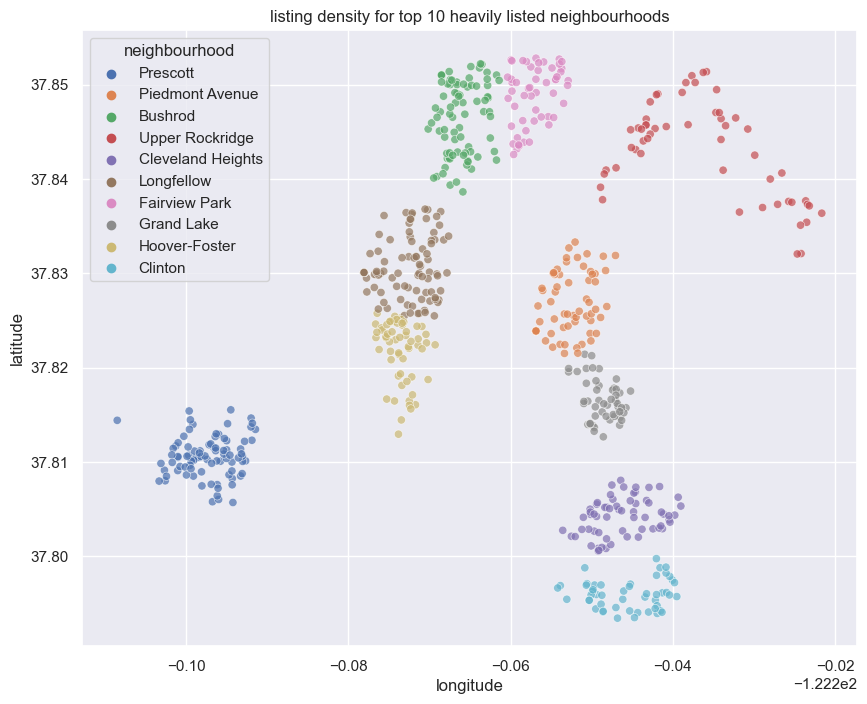 listing density for top 10 heavily listed neighbourhoods
neighbourhood
Prescott
Piedmont Avenue
Bushrod
Upper Rockridge
Cleveland Heights
Longfellow
Fairview Park
Grand Lake
Hoover-Foster
Clinton
37.85
37.84
37.83
37.82
37.81
37.80
latitude
−0.10
−0.08
−0.06
−0.04
−0.02
longitude
−1.222e2